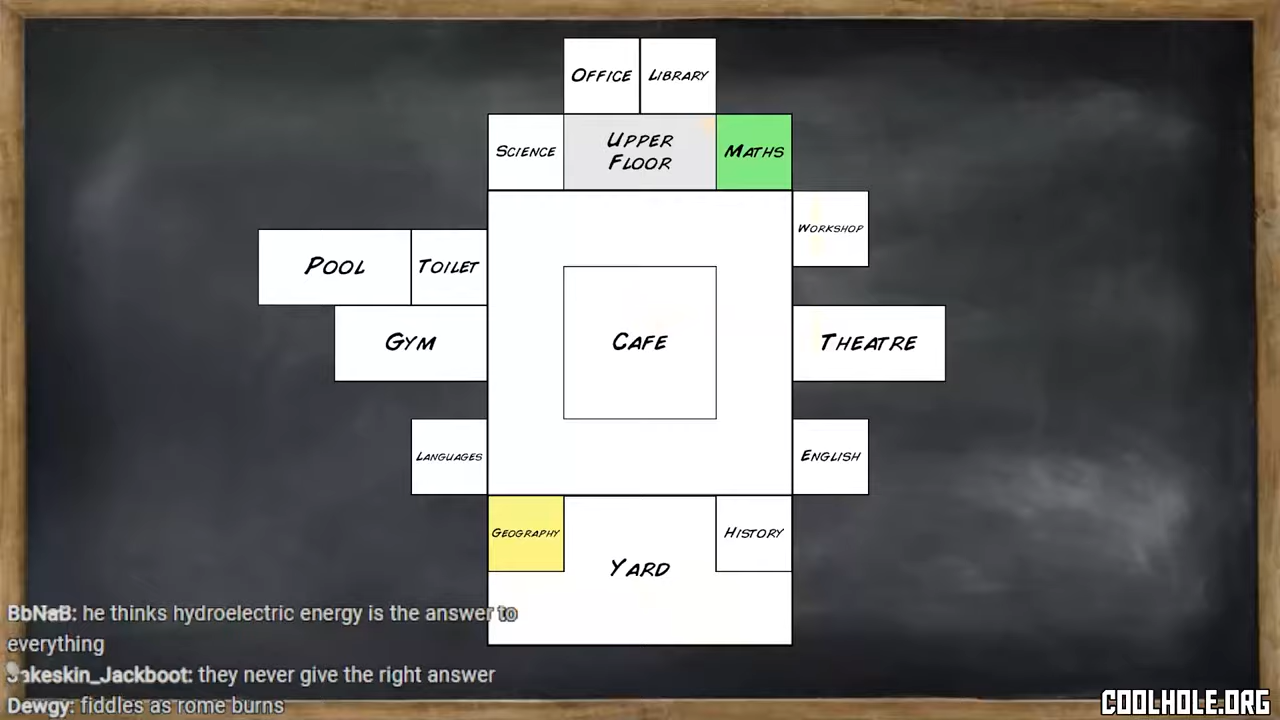 OFFICE
LIBRARY
SCIENCE
UPPER
FLOOR
MATHS
WORKSHOP
POOL
TOILET
GYM
CAFE
THEATRE
LANGUAGES
ENGLISH
GEOGRAPHY
HISTORY
YARD
BbNaB: he thinks hydroelectric energy is the answer to
everything
Jakeskin_Jackboot: they never give the right answer
Dewgy: fiddles as rome burns
COOLHOLE.ORG